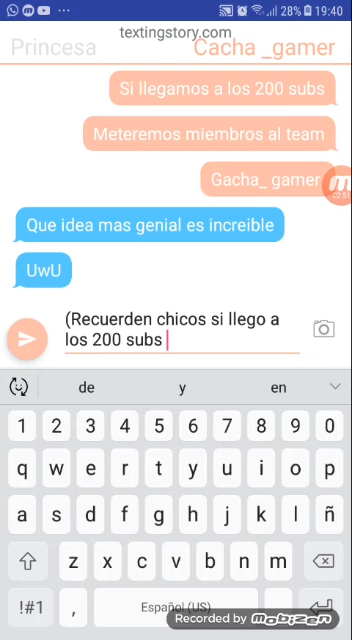 28% 19:40
textingstory.com
Princesa Cacha _gamer
Si llegamos a los 200 subs
Meteremos miembros al team
Gacha_ gamer
02:51
Que idea mas genial es increible
UwU
(Recuerden chicos si llego a
los 200 subs
de y en
1 2 3 4 5 6 7 8 9 0
q w e r t y u i o p
a s d f g h j k l ñ
z x c v b n m
!#1 , Español (US) .
Recorded by mobizen